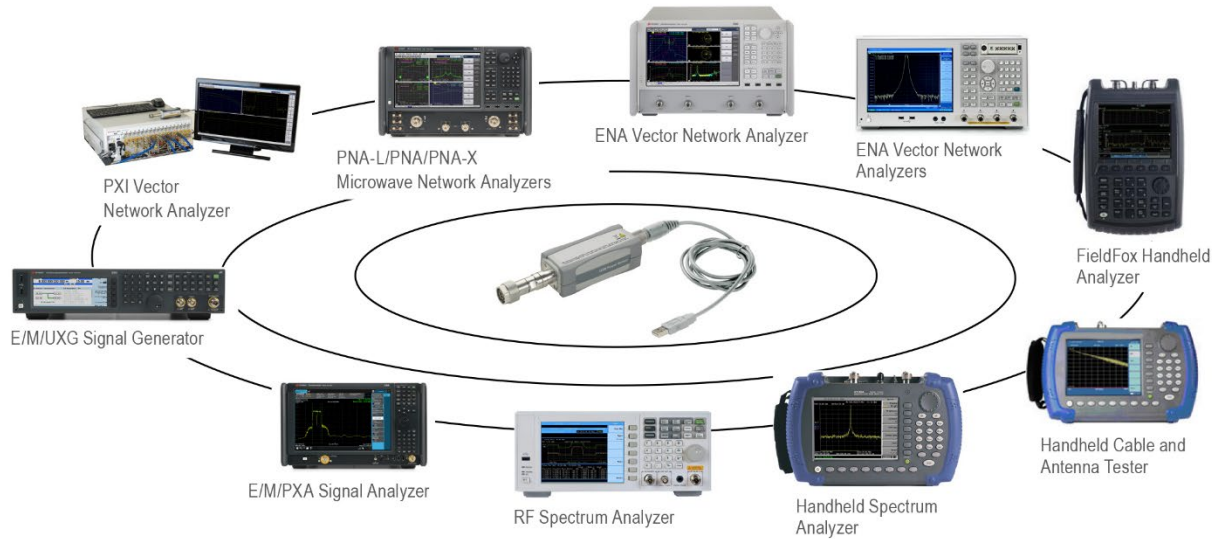 ENA Vector Network Analyzer
ENA Vector Network
Analyzers
PNA-L/PNA/PNA-X
Microwave Network Analyzers
PXI Vector
Network Analyzer
FieldFox Handheld
Analyzer
E/M/UXG Signal Generator
Handheld Cable and
Antenna Tester
E/M/PXA Signal Analyzer
RF Spectrum Analyzer
Handheld Spectrum
Analyzer